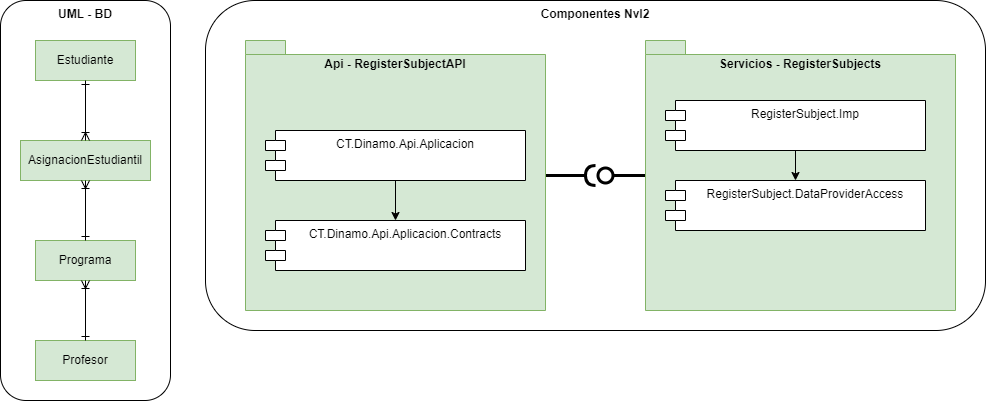 UML - BD
Estudiante
AsignacionEstudiantil
Programa
Profesor
Componentes Nvl2
Api - RegisterSubjectAPI
CT.Dinamo.Api.Aplicacion
CT.Dinamo.Api.Aplicacion.Contracts
Servicios - RegisterSubjects
RegisterSubject.Imp
RegisterSubject.DataProviderAccess